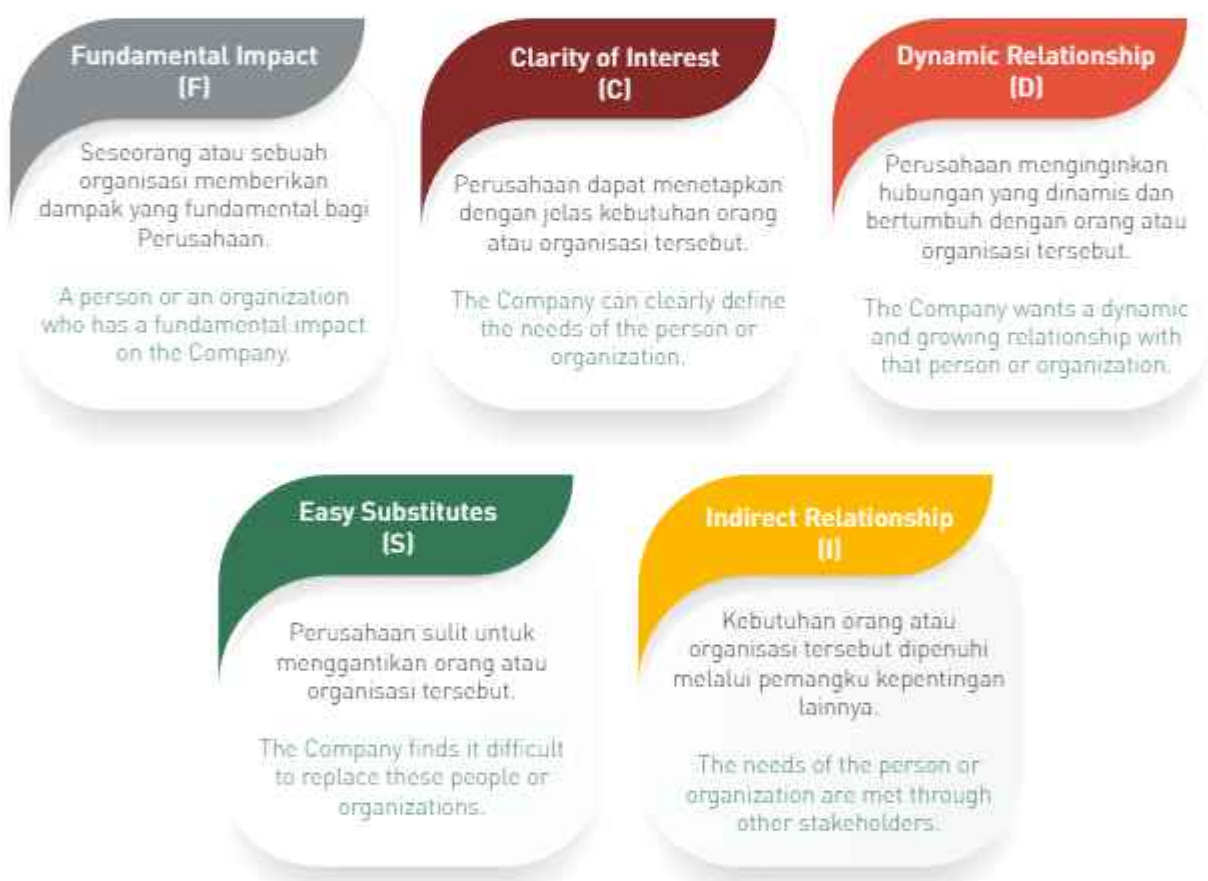 Fundamental Impact
(F)
Seseorang atau sebuah
organisasi memberikan
dampak yang fundamental bagi
Perusahaan.
A person or an organization
who has a fundamental impact
on the Company.
Clarity of Interest
(C)
Perusahaan dapat menetapkan
dengan jelas kebutuhan orang
atau organisasi tersebut.
The Company can clearly define
the needs of the person or
organization.
Dynamic Relationship
(D)
Perusahaan menginginkan
hubungan yang dinamis dan
bertumbuh dengan orang atau
organisasi tersebut.
The Company wants a dynamic
and growing relationship with
that person or organization.
Easy Substitutes
(S)
Perusahaan sulit untuk
menggantikan orang atau
organisasi tersebut.
The Company finds it difficult
to replace these people or
organizations.
Indirect Relationship
(I)
Kebutuhan orang atau
organisasi tersebut dipenuhi
melalui pemangku kepentingan
lainnya.
The needs of the person or
organization are met through
other stakeholders.